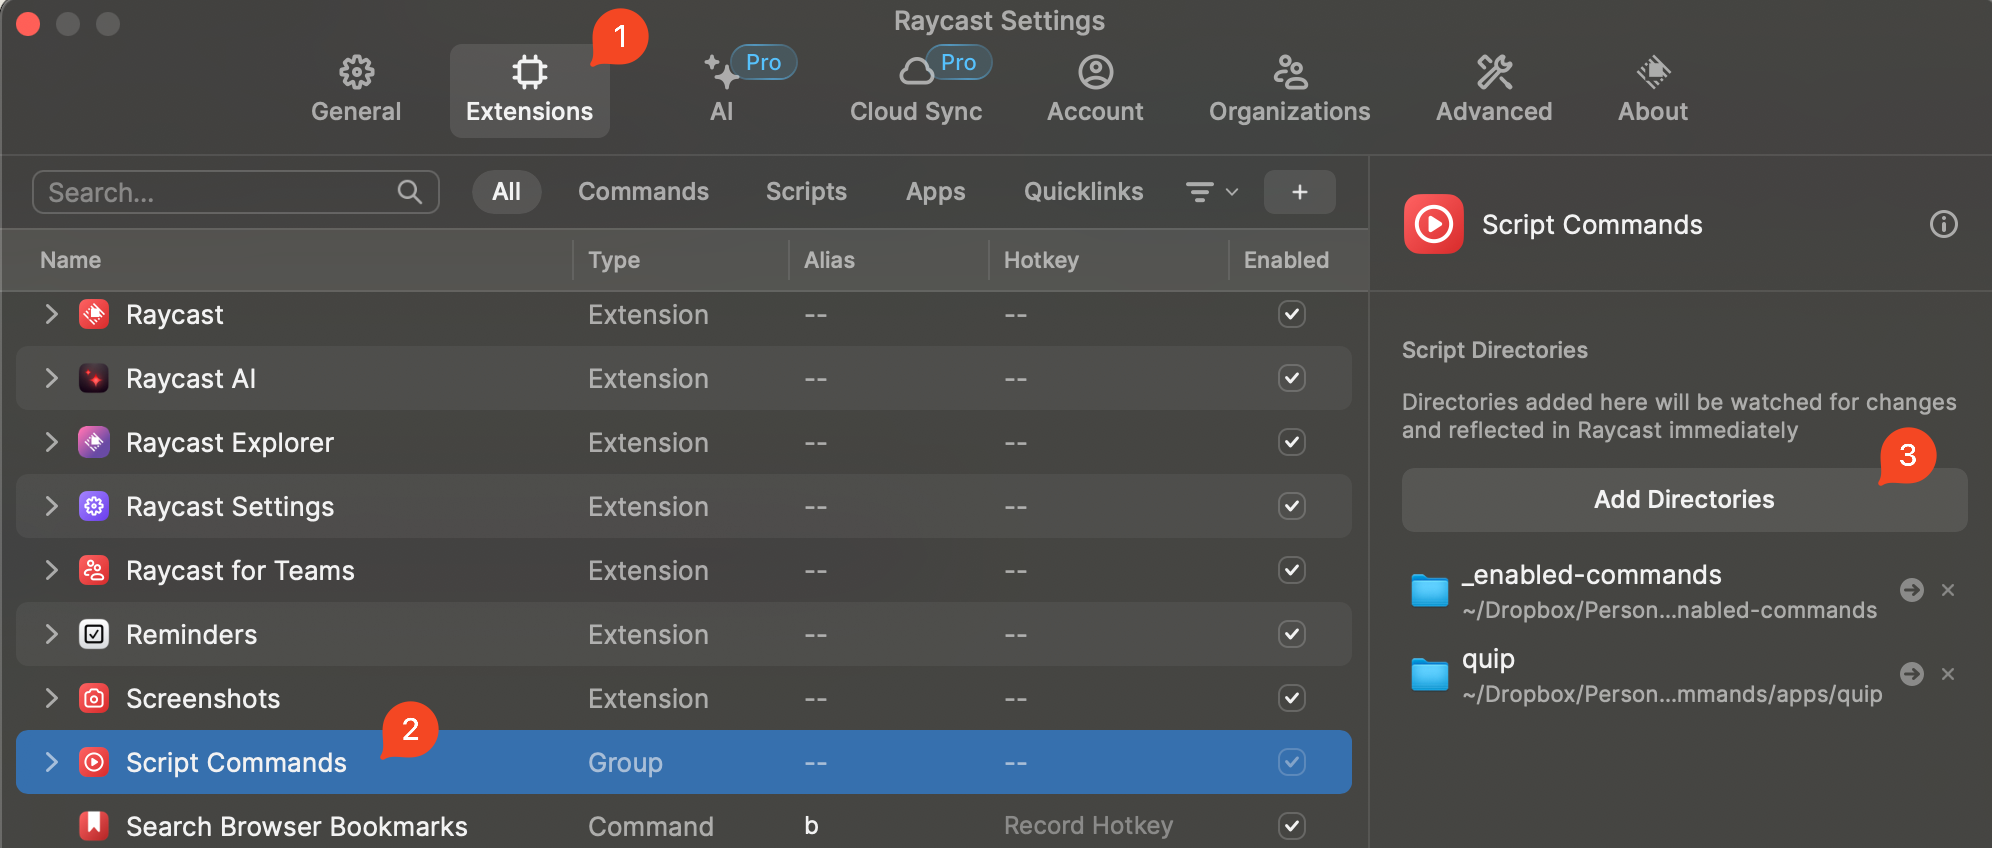 Raycast Settings
1
General
Extensions
Pro
AI
Pro
Cloud Sync
Account
Organizations
Advanced
About
Search...
All
Commands
Scripts
Apps
Quicklinks
+
Name Type Alias Hotkey Enabled
Raycast Extension -- --
Raycast AI Extension -- --
Raycast Explorer Extension -- --
Raycast Settings Extension -- --
Raycast for Teams Extension -- --
Reminders Extension -- --
Screenshots Extension -- --
2
Script Commands Group -- --
Search Browser Bookmarks Command b Record Hotkey
Script Commands
Script Directories
Directories added here will be watched for changes
and reflected in Raycast immediately
3
Add Directories
_enabled-commands
~/Dropbox/Person...nabled-commands
quip
~/Dropbox/Person...mmands/apps/quip